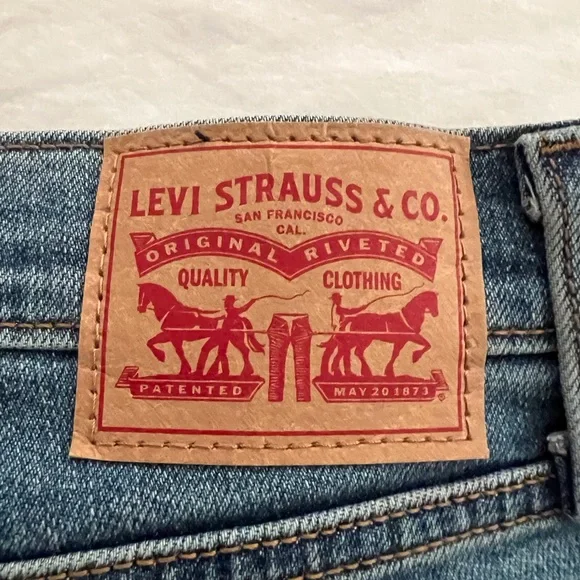 LEVI STRAUSS & CO.
SAN FRANCISCO
CAL.
ORIGINAL RIVETED
QUALITY CLOTHING
PATENTED MAY 20 1873
®